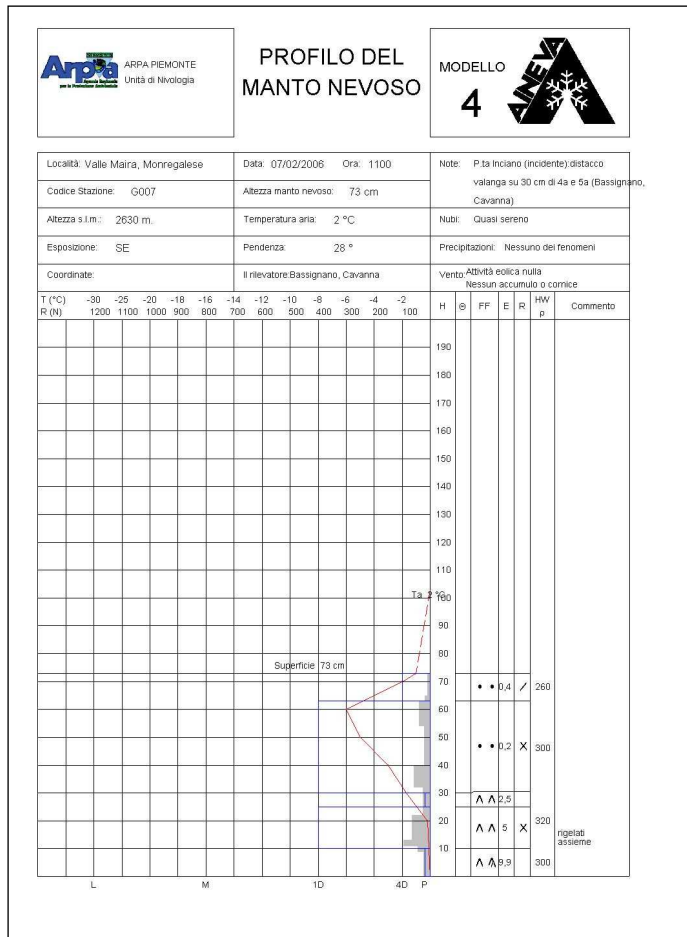 Arpa
ARPA PIEMONTE
Unità di Nivologia
PROFILO DEL
MANTO NEVOSO
MODELLO
4
AINEVA
Località: Valle Maira, Monregalese
Data: 07/02/2006 Ora: 1100
Note: P.ta Inciano (incidente):distacco
valanga su 30 cm di 4a e 5a (Bassignano,
Cavanna)
Codice Stazione: G007
Altezza manto nevoso: 73 cm
Altezza s.l.m.: 2630 m.
Temperatura aria: 2 °C
Nubi: Quasi sereno
Esposizione: SE
Pendenza: 28 °
Precipitazioni: Nessuno dei fenomeni
Coordinate:
Il rilevatore:Bassignano, Cavanna
Vento: Attività eolica nulla
Nessun accumulo o cornice
T (°C) -30 -25 -20 -18 -16 -14 -12 -10 -8 -6 -4 -2
R (N) 1200 1100 1000 900 800 700 600 500 400 300 200 100
H FF E R HW ρ Commento
190
180
170
160
150
140
130
120
110
Ta 2 °C
100
90
80
Superficie 73 cm
70 0,4 / 260
60
50 0,2 X 300
40
30 2,5
20 5 X 320
rigelati
assieme
10
9,9 300
L M 1D 4D P